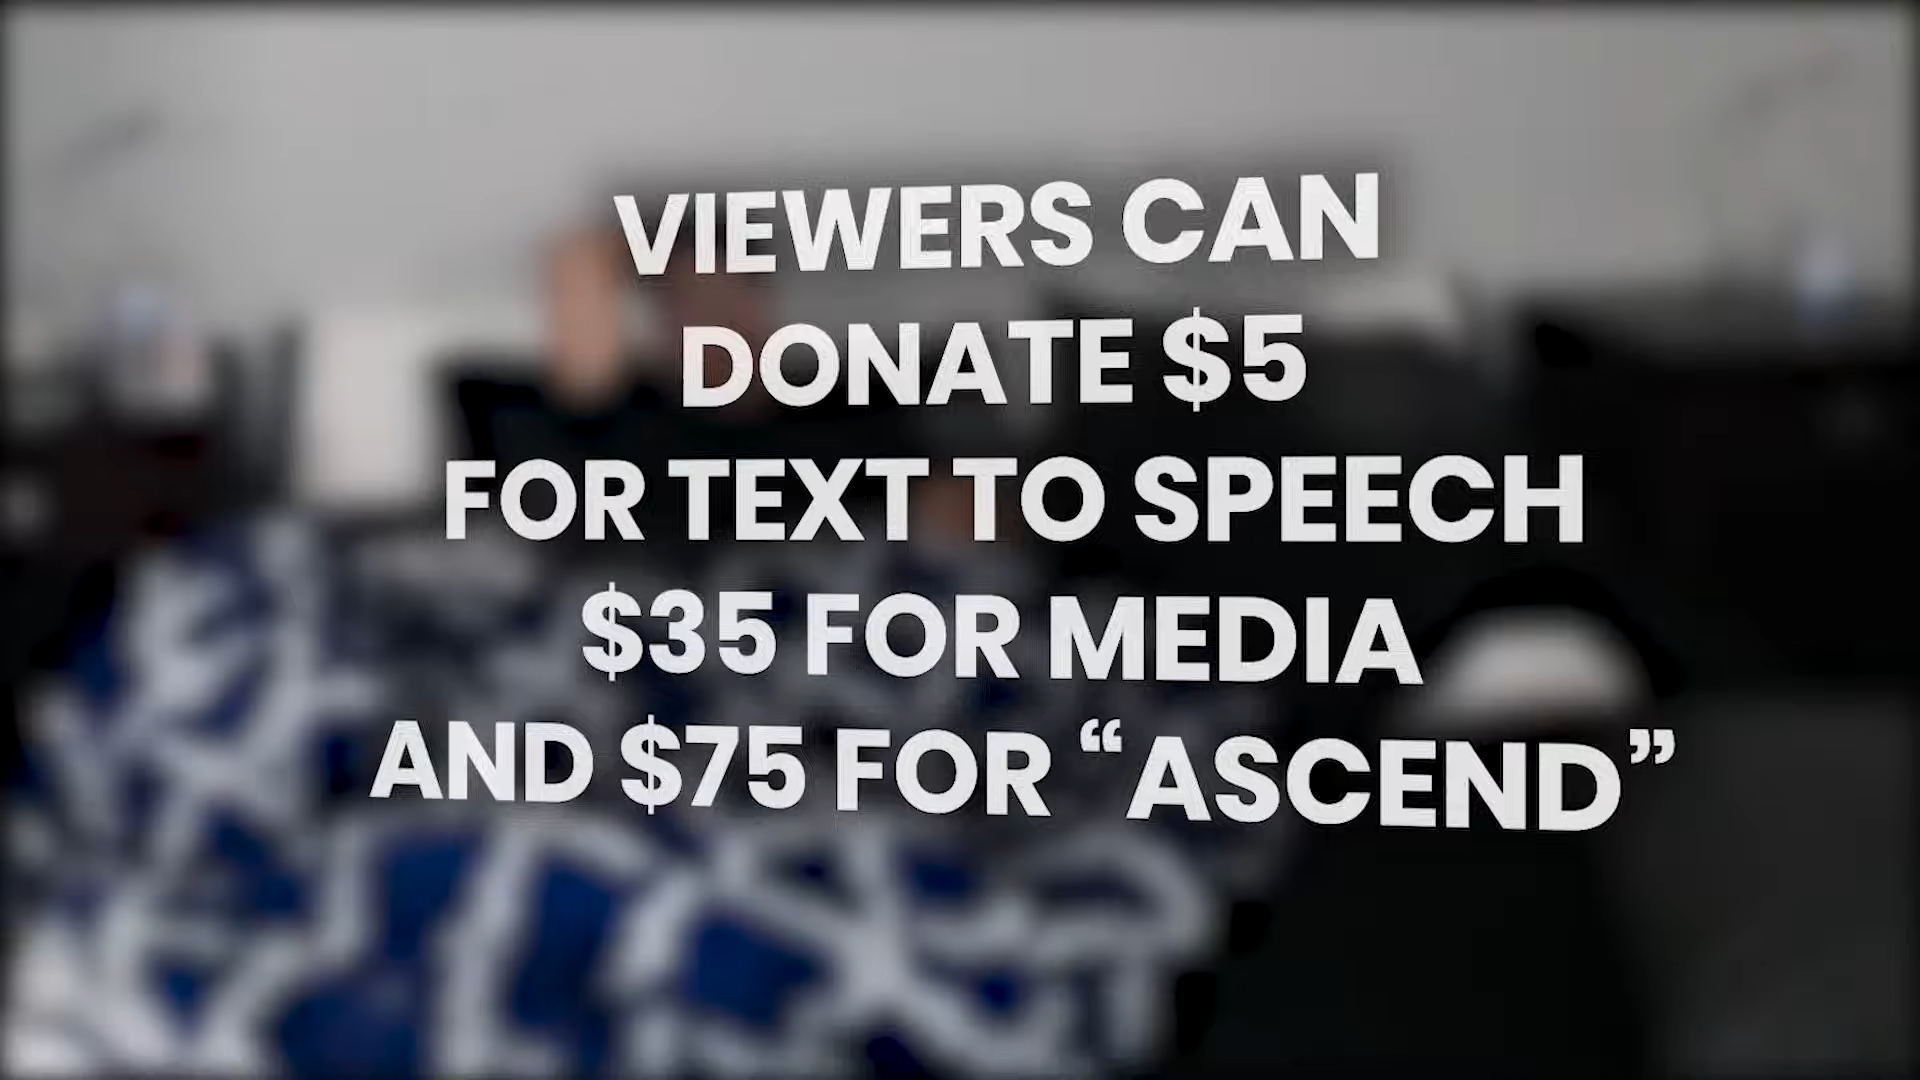 VIEWERS CAN
DONATE $5
FOR TEXT TO SPEECH
$35 FOR MEDIA
AND $75 FOR “ASCEND”